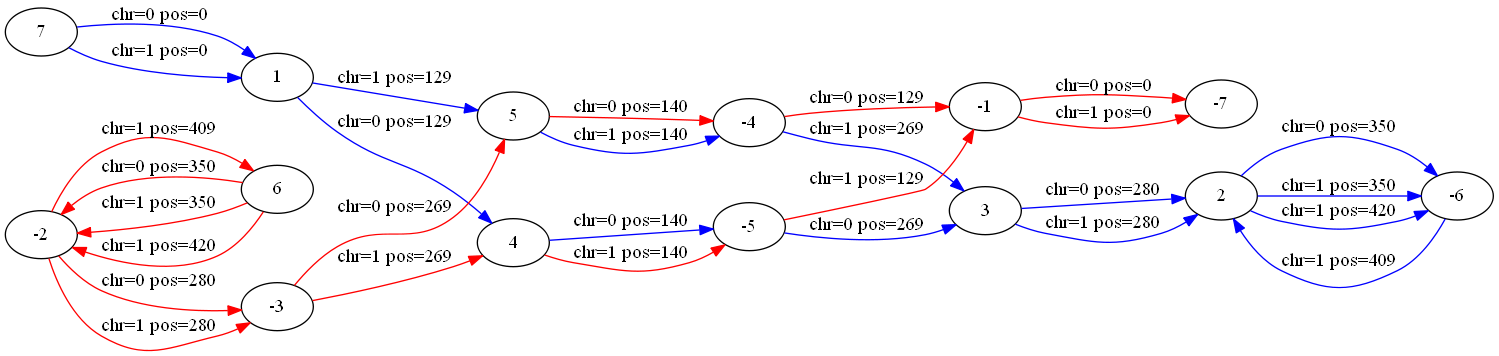 7
chr=0 pos=0
chr=1 pos=0
1
chr=1 pos=129
chr=0 pos=129
5
chr=0 pos=140
chr=1 pos=140
-4
chr=0 pos=129
chr=1 pos=269
-1
chr=0 pos=0
chr=1 pos=0
-7
chr=1 pos=409
chr=0 pos=350
chr=1 pos=350
chr=1 pos=420
6
-2
chr=0 pos=280
chr=1 pos=280
-3
chr=0 pos=269
chr=1 pos=269
4
chr=0 pos=140
chr=1 pos=140
-5
chr=1 pos=129
chr=0 pos=269
3
chr=0 pos=280
chr=1 pos=280
2
chr=0 pos=350
chr=1 pos=350
chr=1 pos=420
chr=1 pos=409
-6